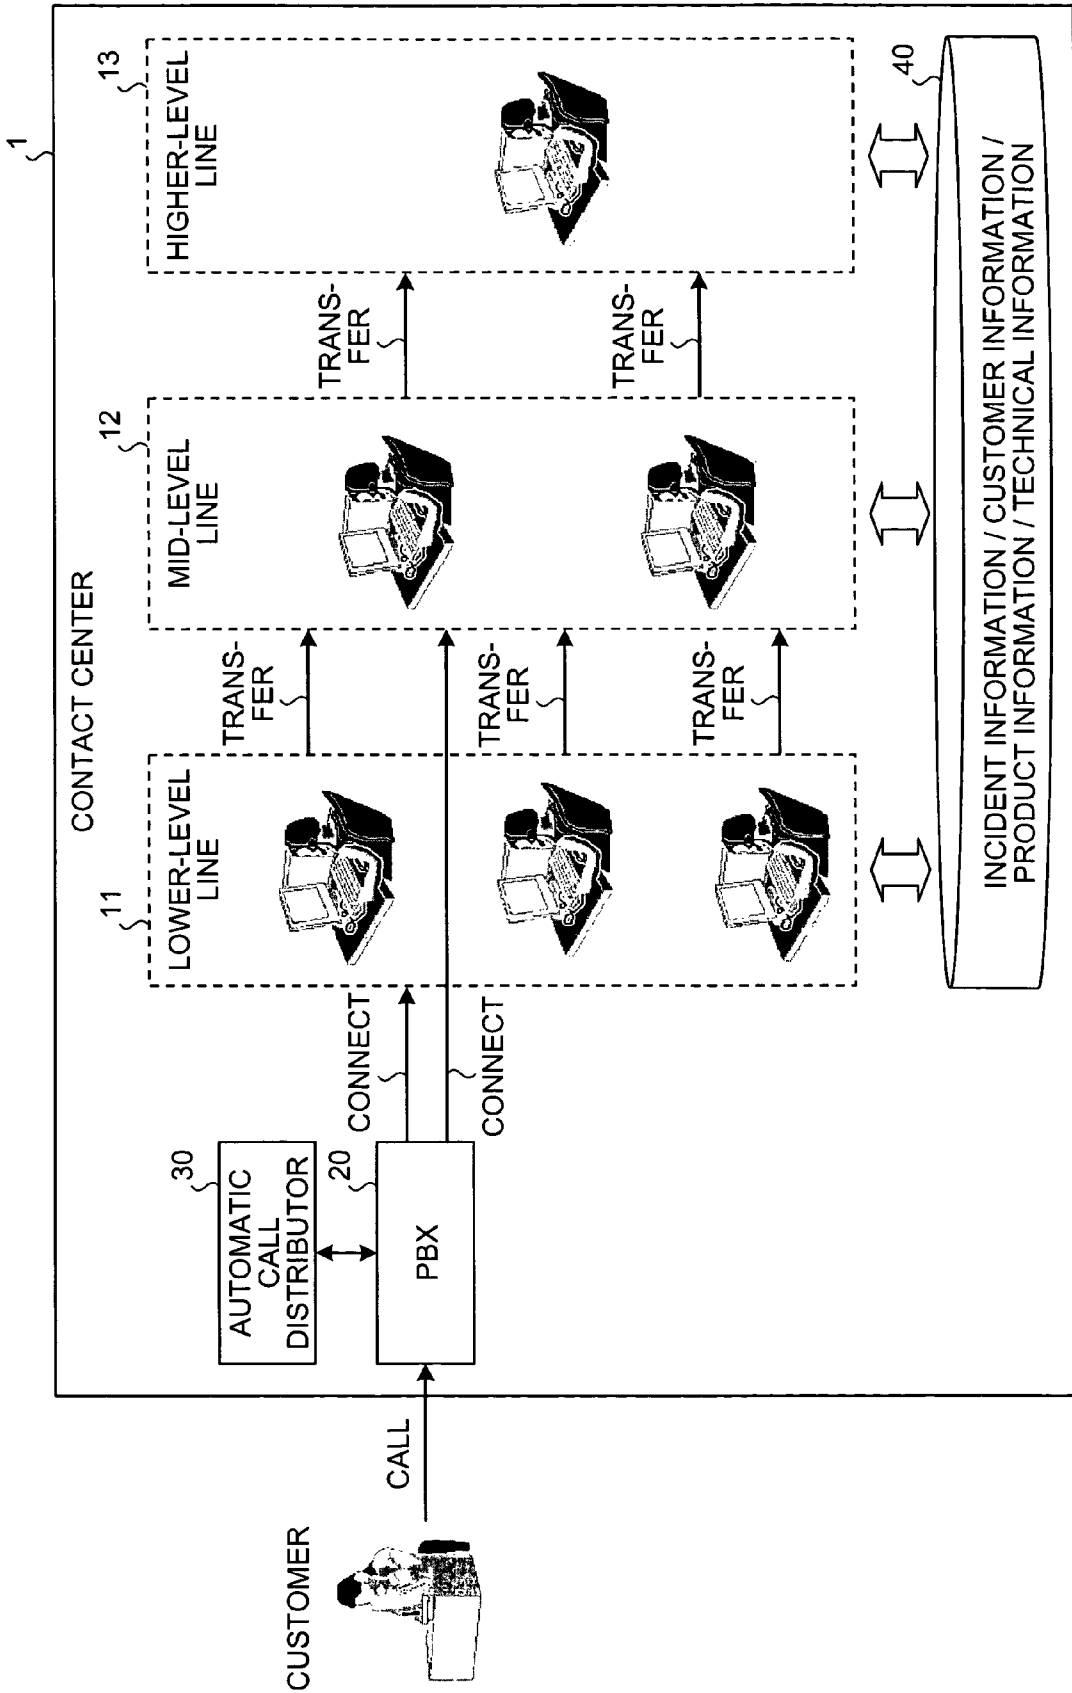 1
CONTACT CENTER
30
AUTOMATIC
CALL
DISTRIBUTOR
20
PBX
CUSTOMER
CALL
CONNECT
CONNECT
11
LOWER-LEVEL
LINE
TRANS-
FER
TRANS-
FER
TRANS-
FER
12
MID-LEVEL
LINE
TRANS-
FER
TRANS-
FER
13
HIGHER-LEVEL
LINE
40
INCIDENT INFORMATION / CUSTOMER INFORMATION /
PRODUCT INFORMATION / TECHNICAL INFORMATION